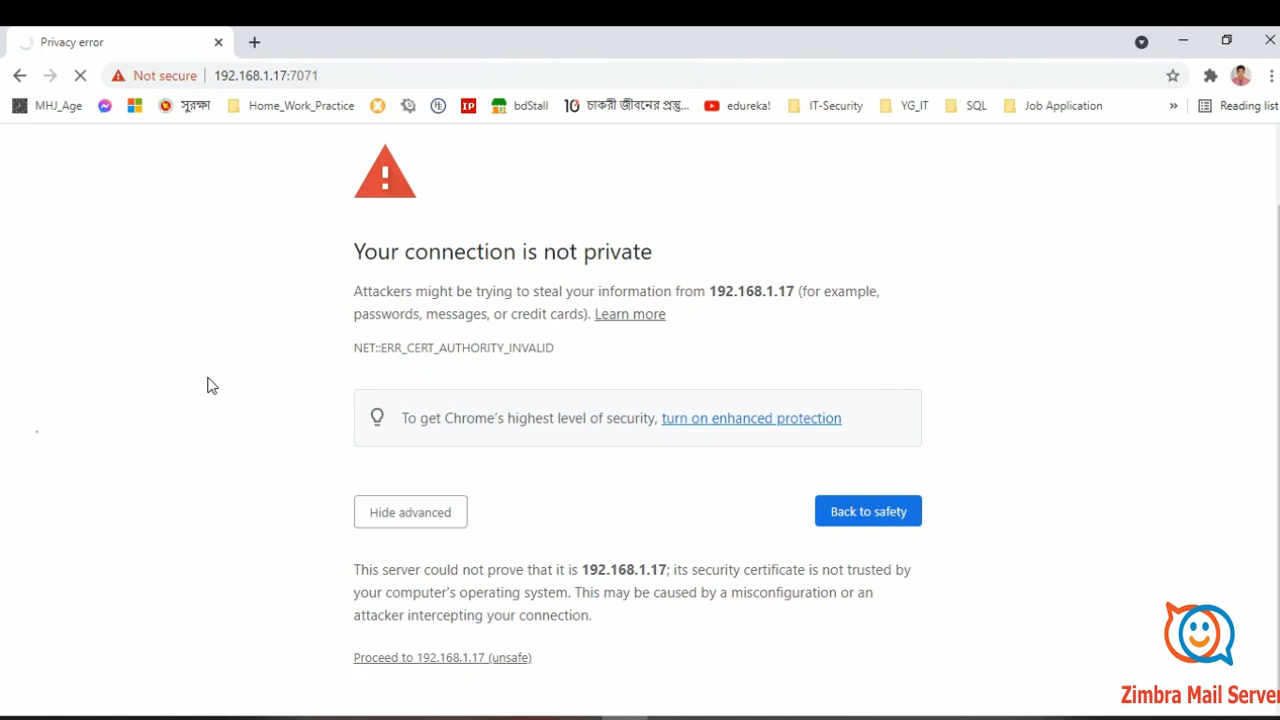 Privacy error
Not secure 192.168.1.17:7071
MHJ_Age সুরক্ষা Home_Work_Practice IP bdStall 10 চাকরী জীবনের প্রস্তু... eureka! IT-Security YG_IT SQL Job Application » Reading list
Your connection is not private
Attackers might be trying to steal your information from 192.168.1.17 (for example,
passwords, messages, or credit cards). Learn more
NET::ERR_CERT_AUTHORITY_INVALID
To get Chrome's highest level of security, turn on enhanced protection
Hide advanced Back to safety
This server could not prove that it is 192.168.1.17; its security certificate is not trusted by
your computer's operating system. This may be caused by a misconfiguration or an
attacker intercepting your connection.
Proceed to 192.168.1.17 (unsafe)
Zimbra Mail Server